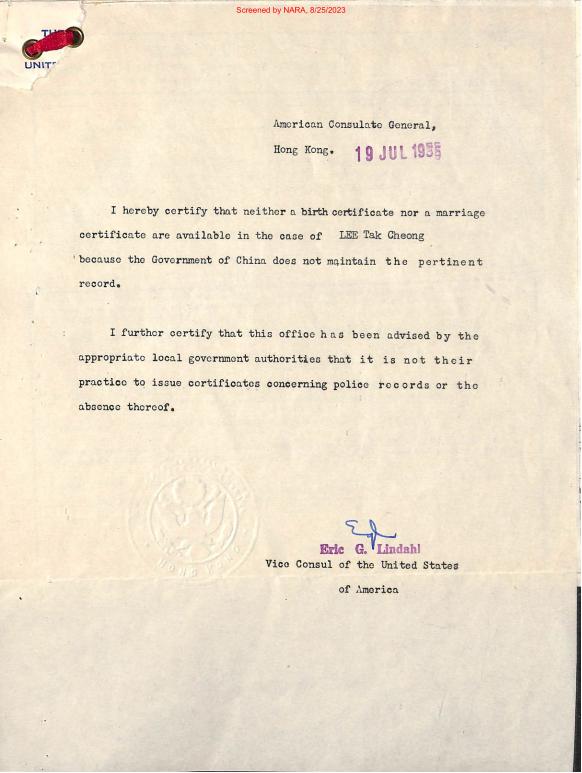 Screened by NARA, 8/25/2023
UNIT
American Consulate General,
Hong Kong. 19 JUL 1955
I hereby certify that neither a birth certificate nor a marriage
certificate are available in the case of LEE Tak Cheong
because the Government of China does not maintain the pertinent
record.
I further certify that this office has been advised by the
appropriate local government authorities that it is not their
practice to issue certificates concerning police records or the
absence thereof.
HONG KONG
Eric G. Lindahl
Vice Consul of the United States
of America